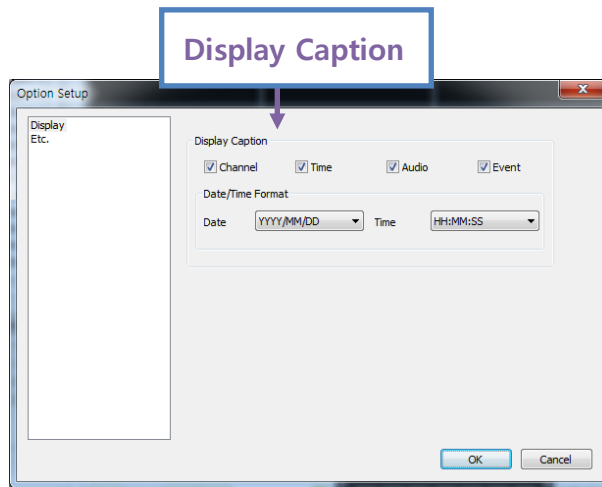 Display Caption
Option Setup
Display
Etc.
Display Caption
Channel Time Audio Event
Date/Time Format
Date YYYY/MM/DD Time HH:MM:SS
OK Cancel